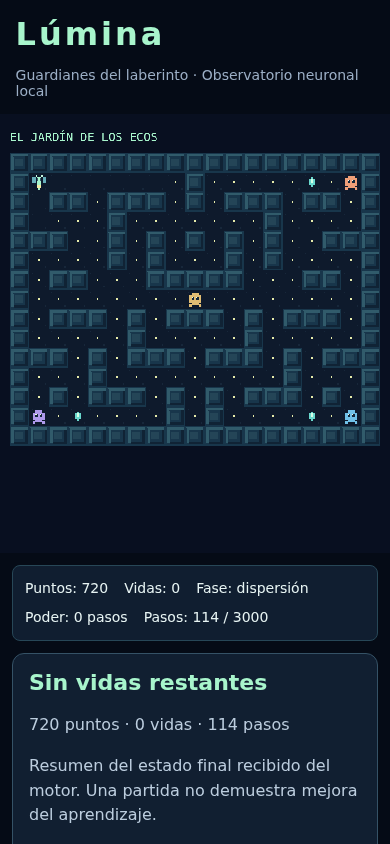 Lúmina
Guardianes del laberinto · Observatorio neuronal
local
EL JARDÍN DE LOS ECOS
Puntos: 720 Vidas: 0 Fase: dispersión
Poder: 0 pasos Pasos: 114 / 3000
Sin vidas restantes
720 puntos · 0 vidas · 114 pasos
Resumen del estado final recibido del
motor. Una partida no demuestra mejora
del aprendizaje.